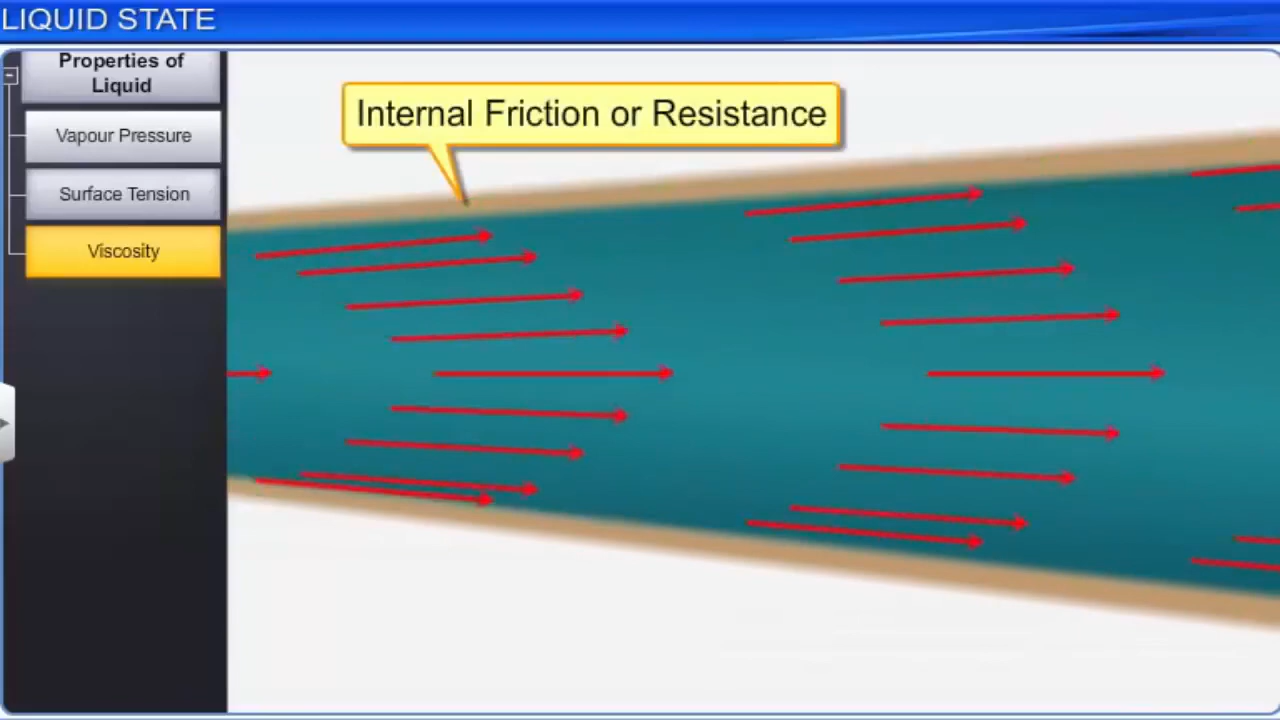 LIQUID STATE
Properties of
Liquid
Vapour Pressure
Surface Tension
Viscosity
Internal Friction or Resistance